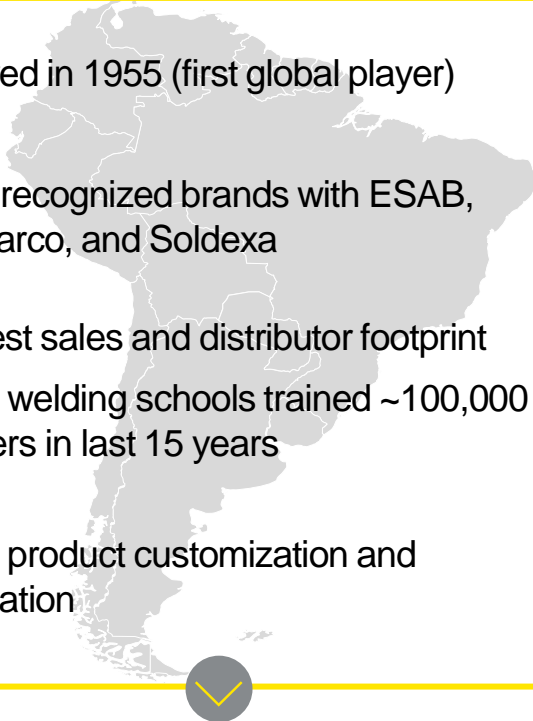 ed in 1955 (first global player)
recognized brands with ESAB,
arco, and Soldexa
est sales and distributor footprint
welding schools trained ~100,000
ers in last 15 years
product customization and
ation